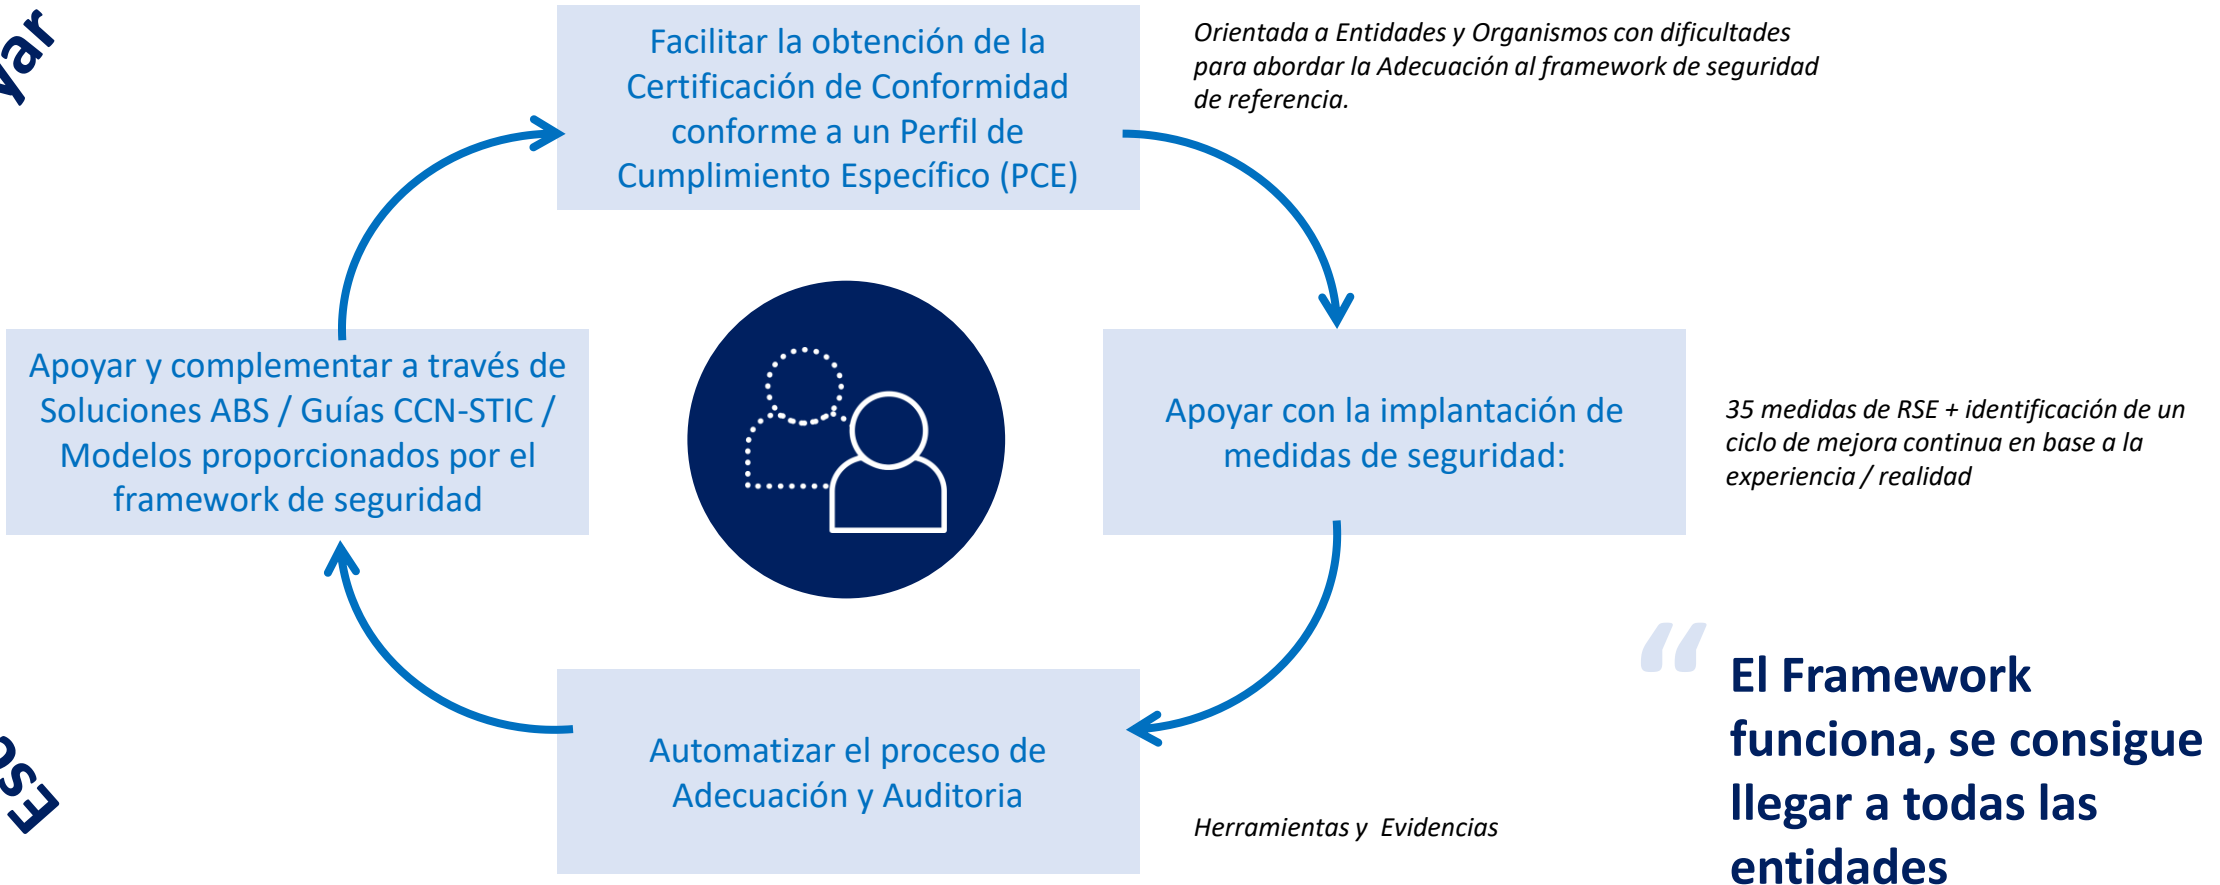 Facilitar la obtención de la
Certificación de Conformidad
conforme a un Perfil de
Cumplimiento Específico (PCE)
Orientada a Entidades y Organismos con dificultades
para abordar la Adecuación al framework de seguridad
de referencia.
Apoyar y complementar a través de
Soluciones ABS / Guías CCN-STIC /
Modelos proporcionados por el
framework de seguridad
Apoyar con la implantación de
medidas de seguridad:
35 medidas de RSE + identificación de un
ciclo de mejora continua en base a la
experiencia / realidad
Automatizar el proceso de
Adecuación y Auditoria
Herramientas y Evidencias
“
El Framework
funciona, se consigue
llegar a todas las
entidades